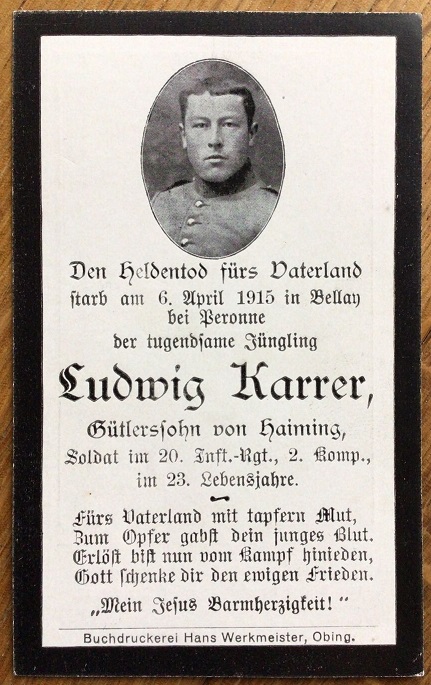 Den Heldentod fürs Vaterland
starb am 6. April 1915 in Bellay
bei Peronne
der tugendsame Jüngling
Ludwig Karrer,
Gütlerssohn von Haiming,
Soldat im 20. Inft.-Rgt., 2. Komp.,
im 23. Lebensjahre.
Fürs Vaterland mit tapfern Mut,
Zum Opfer gabst dein junges Blut.
Erlöst bist nun vom Kampf hinieden,
Gott schenke dir den ewigen Frieden.
„Mein Jesus Barmherzigkeit!“
Buchdruckerei Hans Werkmeister, Obing.